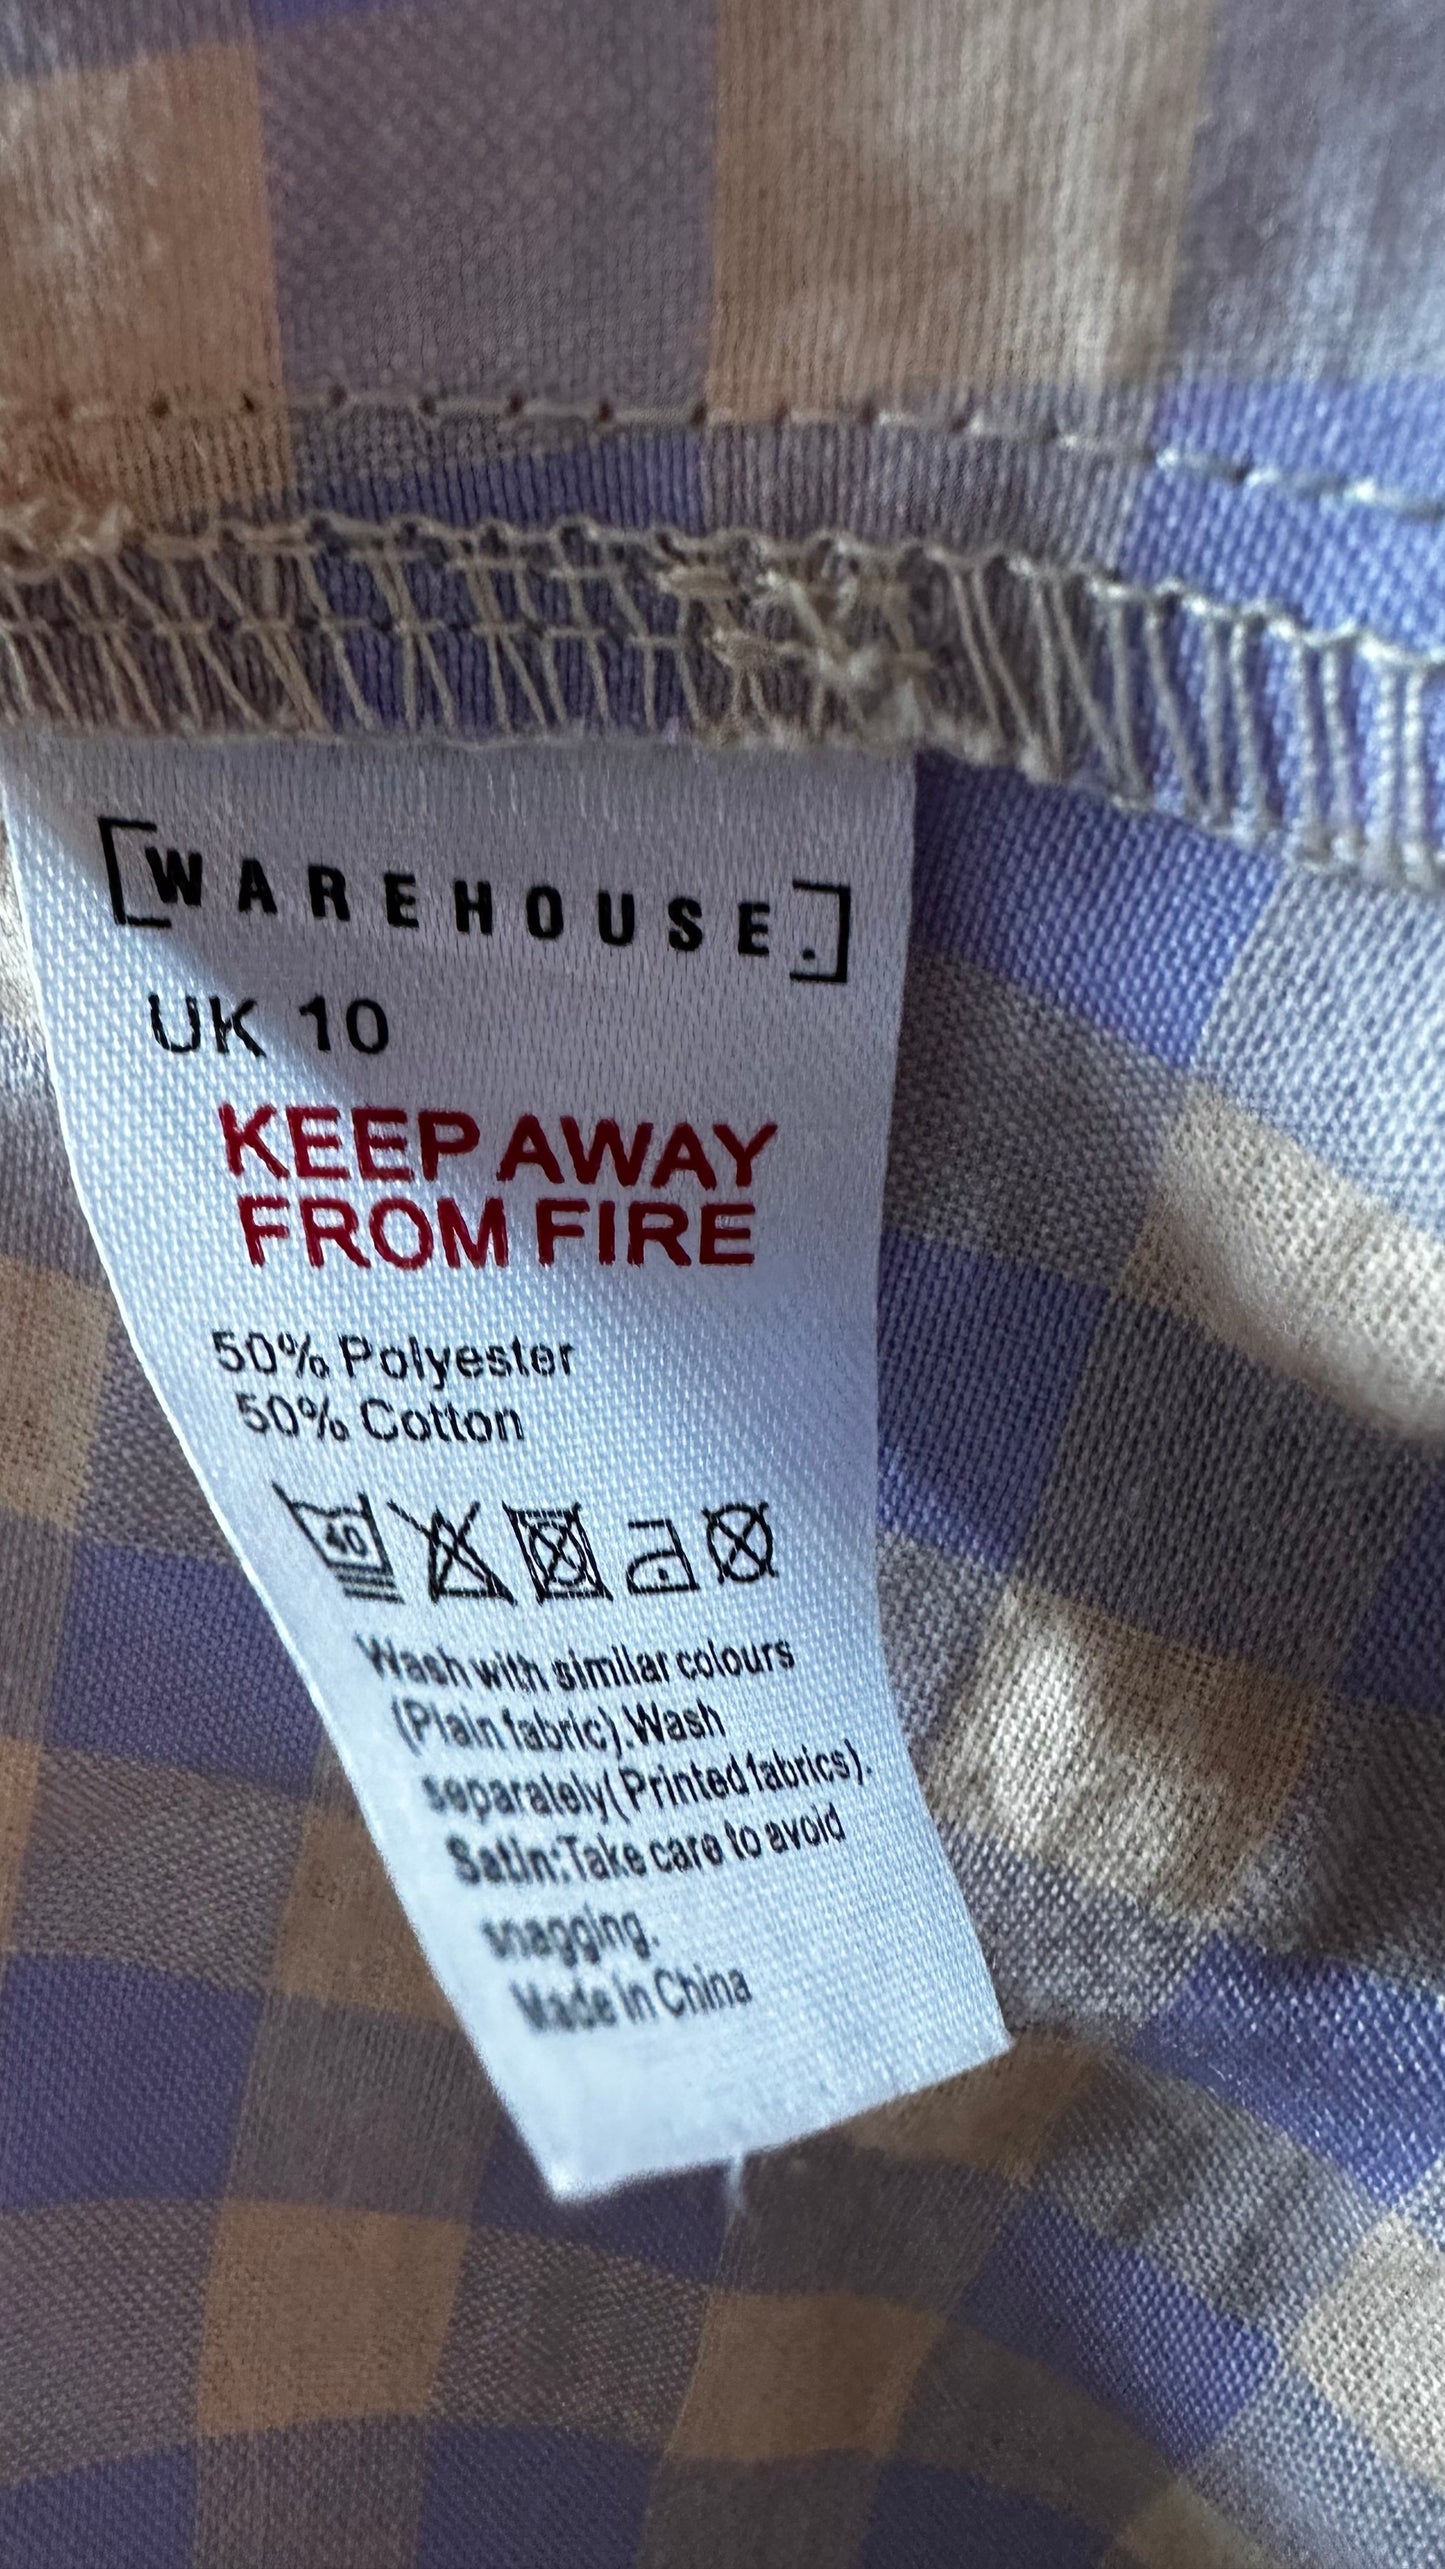 [WAREHOUSE.]
UK 10
KEEP AWAY
FROM FIRE
50% Polyester
50% Cotton
40
Wash with similar colours
(Plain fabric).Wash
separately(Printed fabrics).
Satin:Take care to avoid
snagging.
Made In China